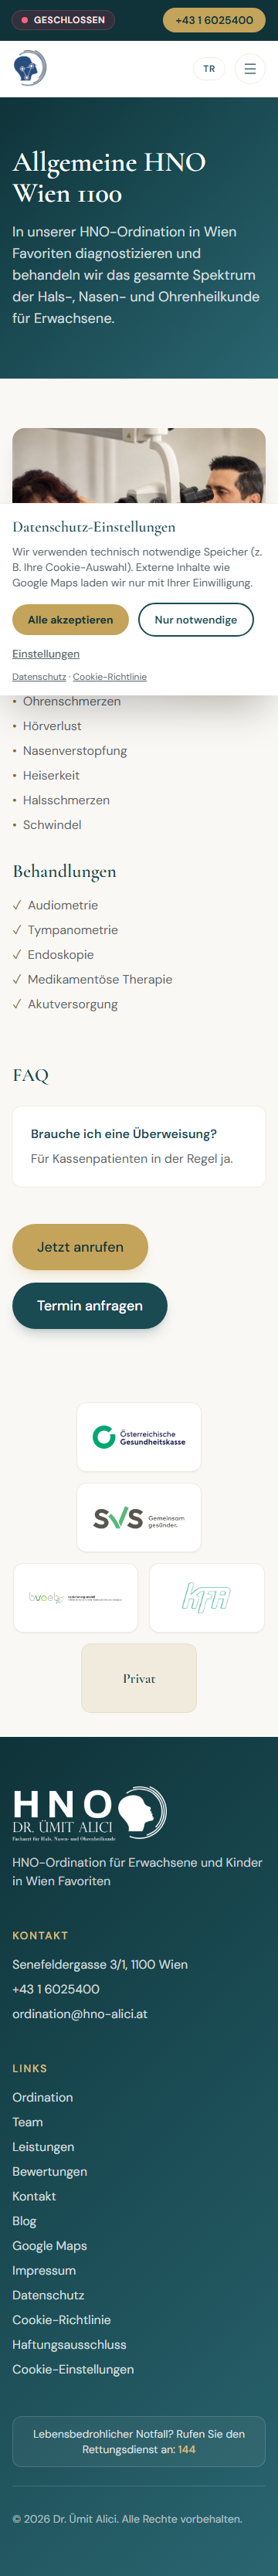 GESCHLOSSEN
+43 1 6025400
TR
Allgemeine HNO
Wien 1100
In unserer HNO-Ordination in Wien
Favoriten diagnostizieren und
behandeln wir das gesamte Spektrum
der Hals-, Nasen- und Ohrenheilkunde
für Erwachsene.
Datenschutz-Einstellungen
Wir verwenden technisch notwendige Speicher (z.
B. Ihre Cookie-Auswahl). Externe Inhalte wie
Google Maps laden wir nur mit Ihrer Einwilligung.
Alle akzeptieren
Nur notwendige
Einstellungen
Datenschutz · Cookie-Richtlinie
• Ohrenschmerzen
• Hörverlust
• Nasenverstopfung
• Heiserkeit
• Halsschmerzen
• Schwindel
Behandlungen
✓ Audiometrie
✓ Tympanometrie
✓ Endoskopie
✓ Medikamentöse Therapie
✓ Akutversorgung
FAQ
Brauche ich eine Überweisung?
Für Kassenpatienten in der Regel ja.
Jetzt anrufen
Termin anfragen
Österreichische
Gesundheitskasse
SVS Gemeinsam
gesünder.
bvaeb
KFA
Privat
HNO
DR. ÜMIT ALICI
Facharzt für Hals-, Nasen- und Ohrenheilkunde
HNO-Ordination für Erwachsene und Kinder
in Wien Favoriten
KONTAKT
Senefeldergasse 3/1, 1100 Wien
+43 1 6025400
ordination@hno-alici.at
LINKS
Ordination
Team
Leistungen
Bewertungen
Kontakt
Blog
Google Maps
Impressum
Datenschutz
Cookie-Richtlinie
Haftungsausschluss
Cookie-Einstellungen
Lebensbedrohlicher Notfall? Rufen Sie den
Rettungsdienst an: 144
© 2026 Dr. Ümit Alici. Alle Rechte vorbehalten.